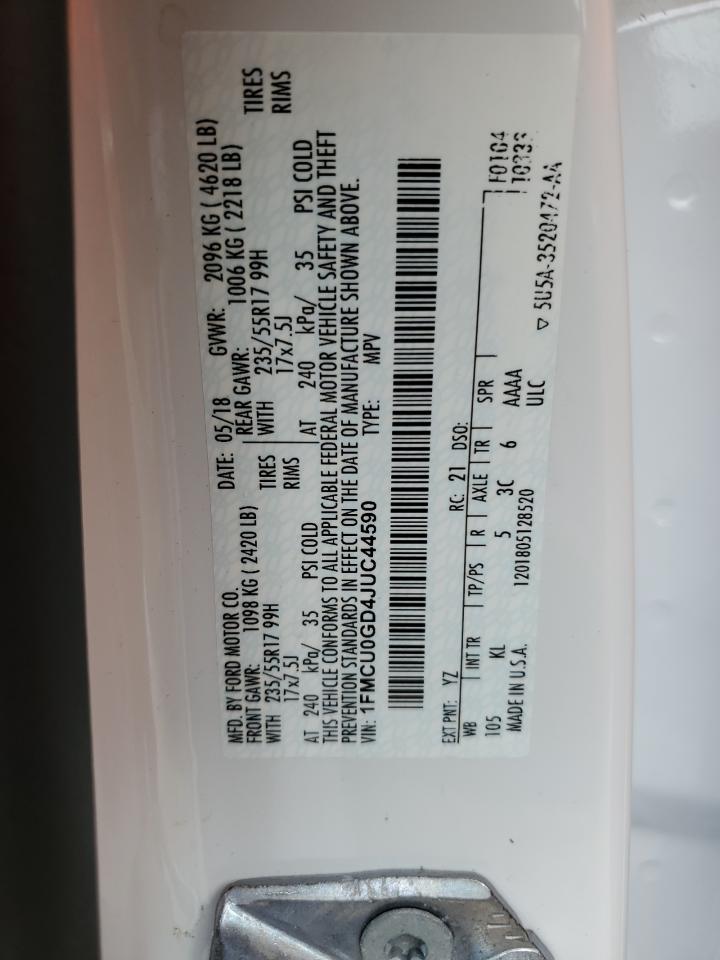 MFD. BY FORD MOTOR CO. DATE: 05/18 GVWR: 2096 KG ( 4620 LB)
FRONT GAWR: 1098 KG ( 2420 LB) REAR GAWR: 1006 KG ( 2218 LB)
WITH 235/55R17 99H TIRES WITH 235/55R17 99H TIRES
17x7.5J RIMS 17x7.5J RIMS
AT 240 kPa/ 35 PSI COLD AT 240 kPa/ 35 PSI COLD
THIS VEHICLE CONFORMS TO ALL APPLICABLE FEDERAL MOTOR VEHICLE SAFETY AND THEFT
PREVENTION STANDARDS IN EFFECT ON THE DATE OF MANUFACTURE SHOWN ABOVE.
VIN: 1FMCU0GD4JUC44590 TYPE: MPV
EXT PNT: YZ RC: 21 DSO:
WB INT TR TP/PS R AXLE TR SPR
F0164
T0333
105 KL 5 3C 6 AAAA
MADE IN U.S.A. 1201805128520 ULC
▽ 5U5A-3520472-AA